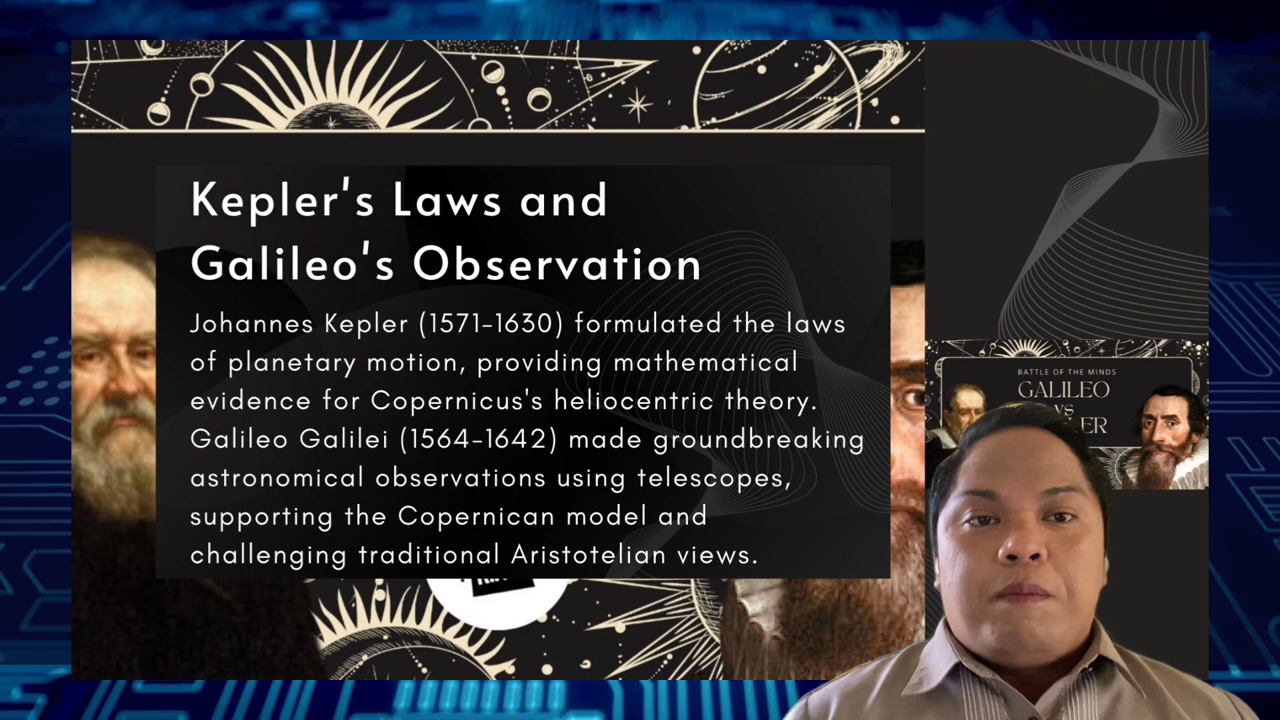 Kepler's Laws and
Galileo's Observation
Johannes Kepler (1571-1630) formulated the laws
of planetary motion, providing mathematical
evidence for Copernicus's heliocentric theory.
Galileo Galilei (1564-1642) made groundbreaking
astronomical observations using telescopes,
supporting the Copernican model and
challenging traditional Aristotelian views.
BATTLE OF THE MINDS
GALILEO
VS
LER